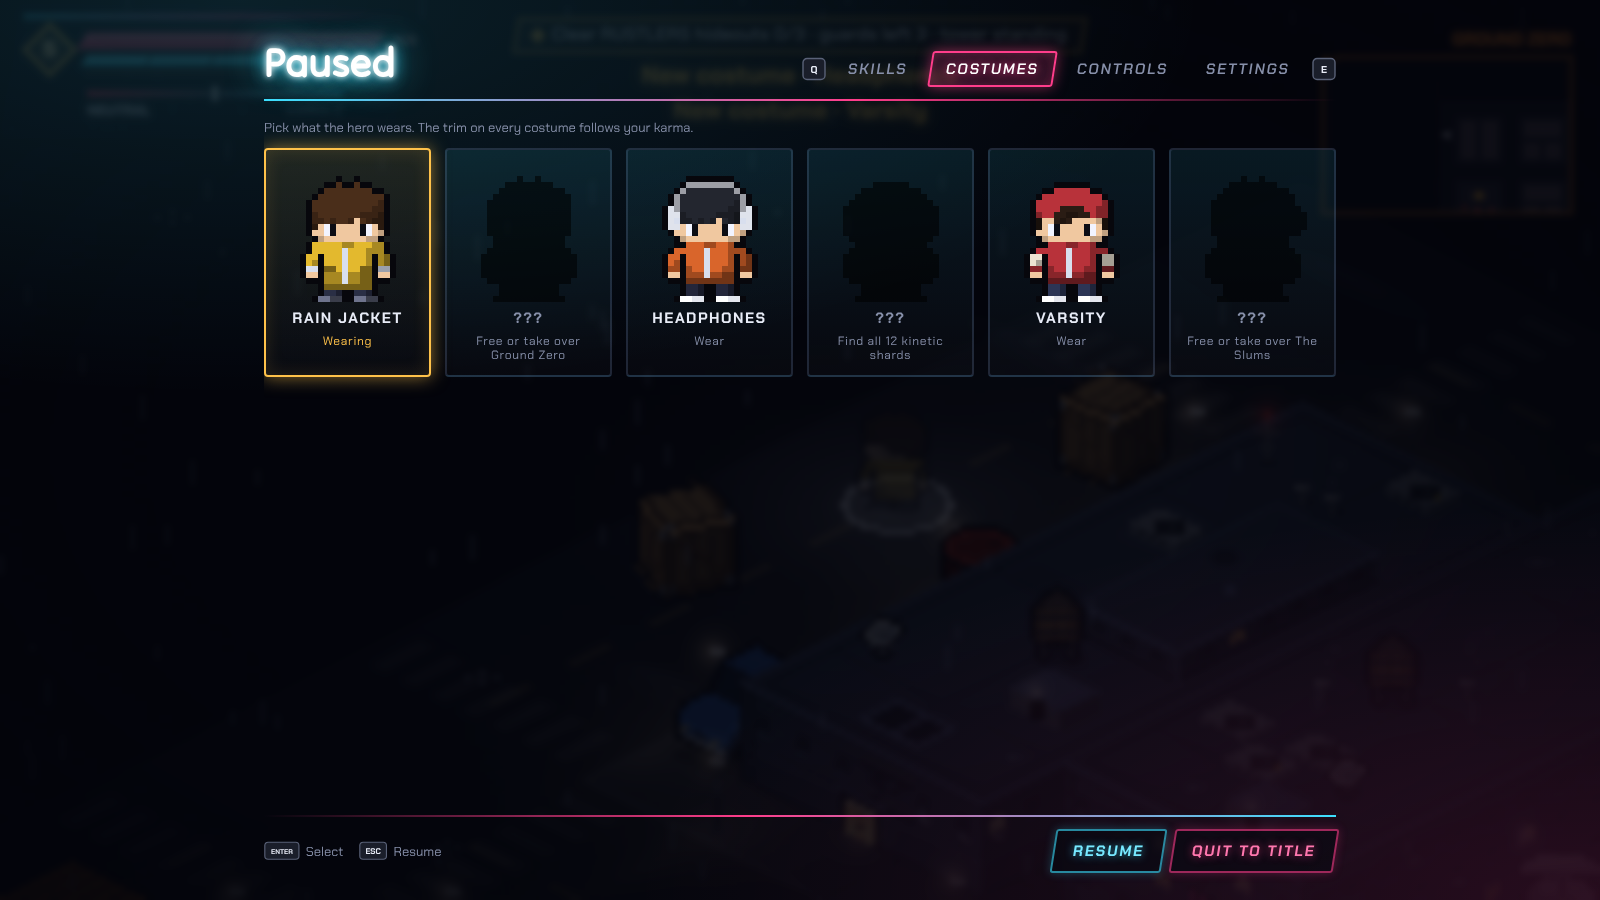 Paused
Q SKILLS COSTUMES CONTROLS SETTINGS E
Pick what the hero wears. The trim on every costume follows your karma.
RAIN JACKET
Wearing
???
Free or take over
Ground Zero
HEADPHONES
Wear
???
Find all 12 kinetic
shards
VARSITY
Wear
???
Free or take over The
Slums
ENTER Select ESC Resume
RESUME QUIT TO TITLE